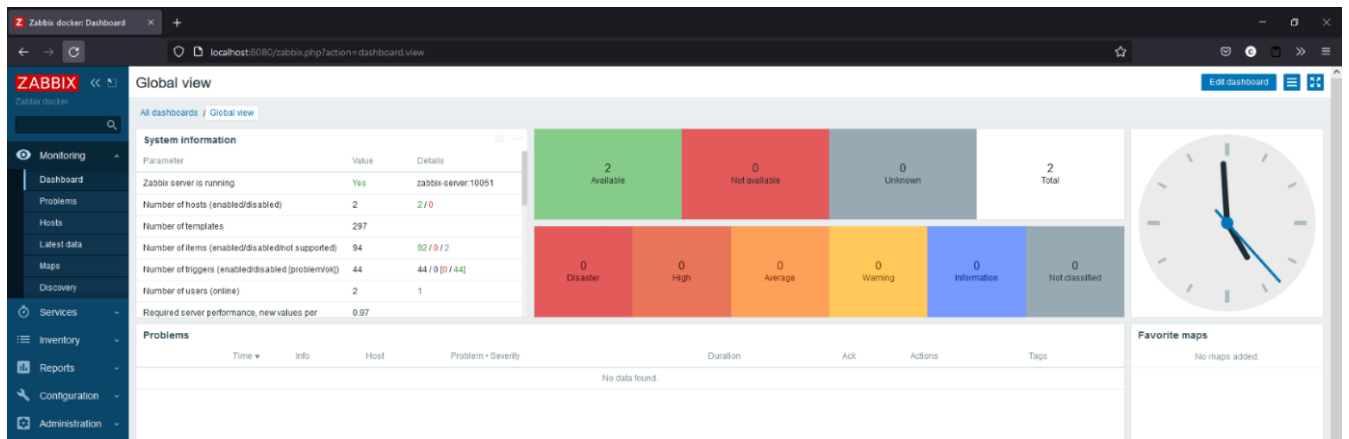 Zabbix docker: Dashboard
localhost:8080/zabbix.php?action=dashboard.view
ZABBIX
Zabbix docker
Monitoring
Dashboard
Problems
Hosts
Latest data
Maps
Discovery
Services
Inventory
Reports
Configuration
Administration
Global view
Edit dashboard
All dashboards / Global view
System information
Parameter Value Details
Zabbix server is running Yes zabbix-server:10051
Number of hosts (enabled/disabled) 2 2 / 0
Number of templates 297
Number of items (enabled/disabled/not supported) 94 92 / 0 / 2
Number of triggers (enabled/disabled [problem/ok]) 44 44 / 0 [0 / 44]
Number of users (online) 2 1
Required server performance, new values per 0.97
2
Available
0
Not available
0
Unknown
2
Total
0
Disaster
0
High
0
Average
0
Warning
0
Information
0
Not classified
Problems
Time Info Host Problem • Severity Duration Ack Actions Tags
No data found.
Favorite maps
No maps added.